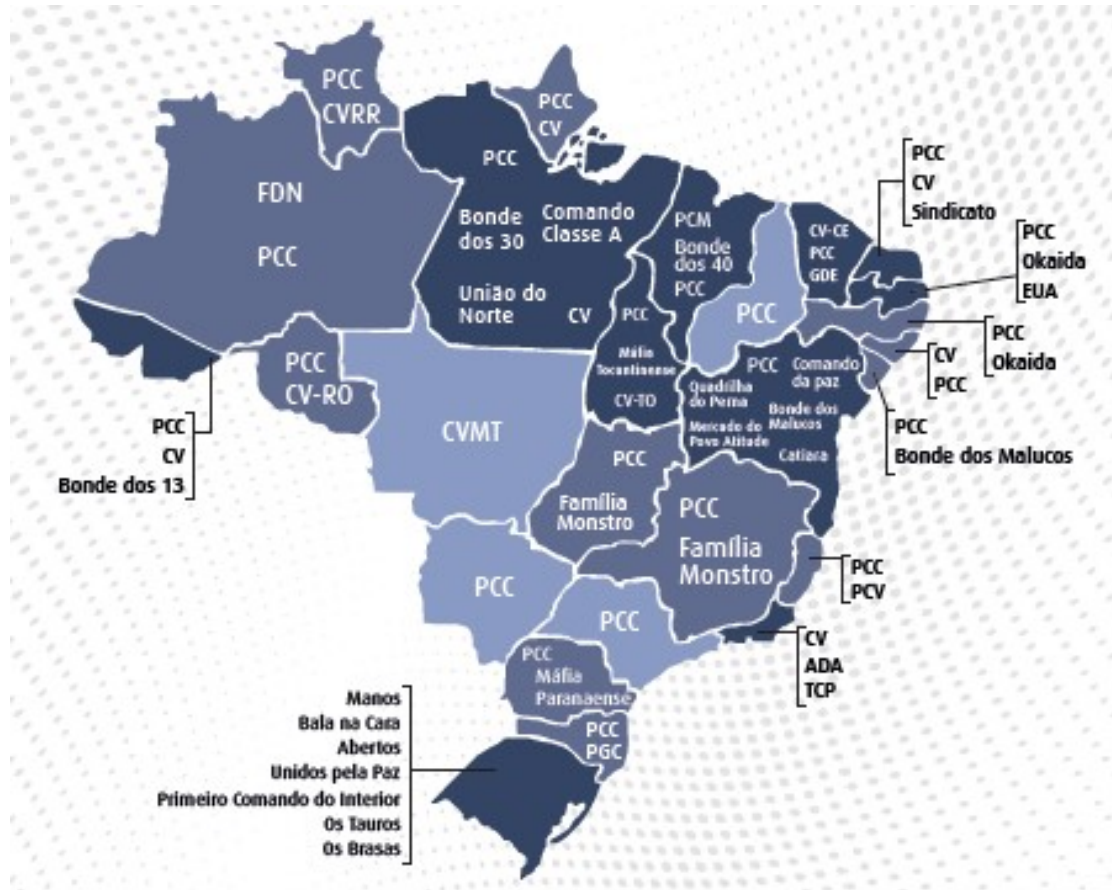 PCC
CVRR
PCC
CV
FDN
PCC
PCC
Bonde
dos 30
Comando
Classe A
União do
Norte
CV
PCM
Bonde
dos 40
PCC
PCC
CV-CE
PCC
GDE
PCC
CV
Sindicato
PCC
Okaida
EUA
PCC
Okaida
CV
PCC
PCC
Bonde dos Malucos
PCC
Máfia
Tocantinense
CV-TO
PCC
Comando
da paz
Quadrilha
do Perna
Bonde dos
Malucos
Mercado do
Povo Atitude
Catiara
PCC
CV-RO
PCC
CV
Bonde dos 13
CVMT
PCC
Família
Monstro
PCC
Família
Monstro
PCC
PCV
PCC
PCC
CV
ADA
TCP
PCC
Máfia
Paranaense
PCC
PGC
Manos
Bala na Cara
Abertos
Unidos pela Paz
Primeiro Comando do Interior
Os Tauros
Os Brasas